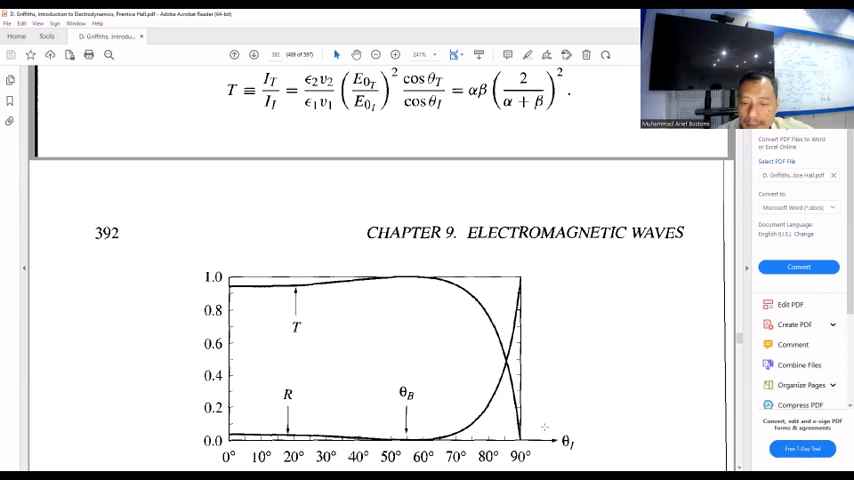 D. Griffiths, Introduction to Electrodynamics, Prentice Hall.pdf - Adobe Acrobat Reader (64-bit)
File Edit View Sign Window Help
Home Tools D. Griffiths, Introdu... ×
392 (409 of 597) 241%
T ≡ I_T / I_I = ϵ₂v₂ / ϵ₁v₁ (E₀_T / E₀_I)² cos θ_T / cos θ_I = αβ (2 / α + β)².
Muhammad Arief Bustomi
392 CHAPTER 9. ELECTROMAGNETIC WAVES
1.0
0.8
0.6
0.4
0.2
0.0
T
R
θ_B
θ_I
0° 10° 20° 30° 40° 50° 60° 70° 80° 90°
Convert PDF Files to Word
or Excel Online
Select PDF File
D. Griffiths...tice Hall.pdf ×
Convert to
Microsoft Word (*.docx)
Document Language:
English (U.S.) Change
Convert
Edit PDF
Create PDF
Comment
Combine Files
Organize Pages
Compress PDF
Convert, edit and e-sign PDF
forms & agreements
Free 7-Day Trial